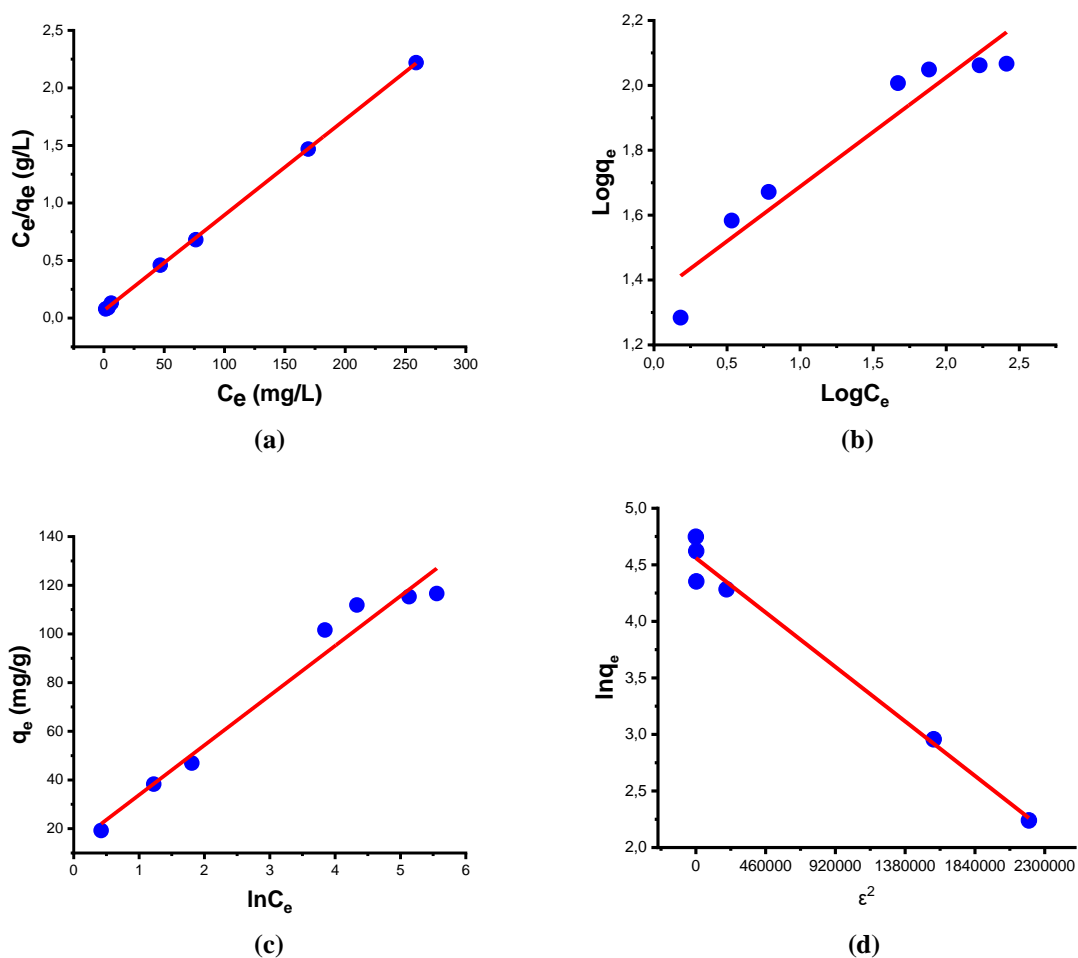 2,5
2,0
1,5
1,0
0,5
0,0
Ce/qe (g/L)
0 50 100 150 200 250 300
Ce (mg/L)
(a)
2,2
2,0
1,8
1,6
1,4
1,2
Logqe
0,0 0,5 1,0 1,5 2,0 2,5
LogCe
(b)
140
120
100
80
60
40
20
qe (mg/g)
0 1 2 3 4 5 6
lnCe
(c)
5,0
4,5
4,0
3,5
3,0
2,5
2,0
lnqe
0 460000 920000 1380000 1840000 2300000
ε2
(d)